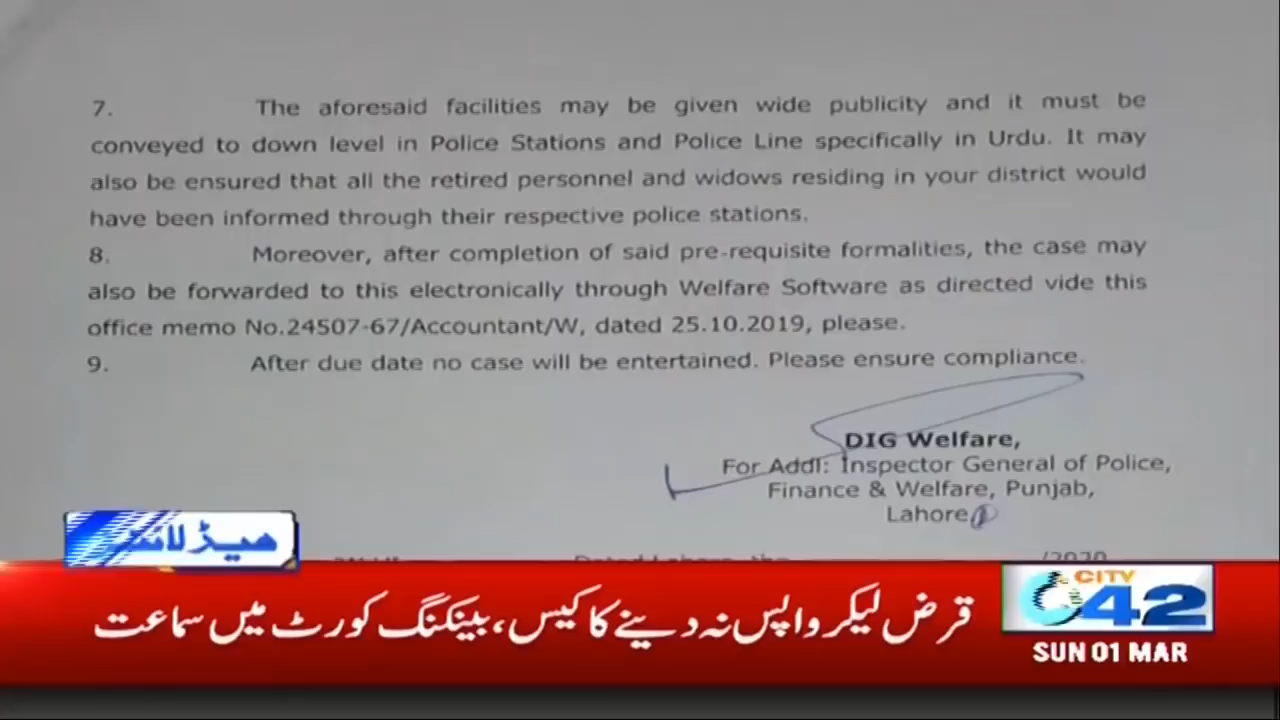 7. The aforesaid facilities may be given wide publicity and it must be
conveyed to down level in Police Stations and Police Line specifically in Urdu. It may
also be ensured that all the retired personnel and widows residing in your district would
have been informed through their respective police stations.
8. Moreover, after completion of said pre-requisite formalities, the case may
also be forwarded to this electronically through Welfare Software as directed vide this
office memo No.24507-67/Accountant/W, dated 25.10.2019, please.
9. After due date no case will be entertained. Please ensure compliance.
DIG Welfare,
For Addl: Inspector General of Police,
Finance & Welfare, Punjab,
Lahore
Dated Lahore, the /2020
ہیڈ لائنز
قرض لیکر واپس نہ دینے کا کیس، بینکنگ کورٹ میں سماعت
CITY
42
SUN 01 MAR